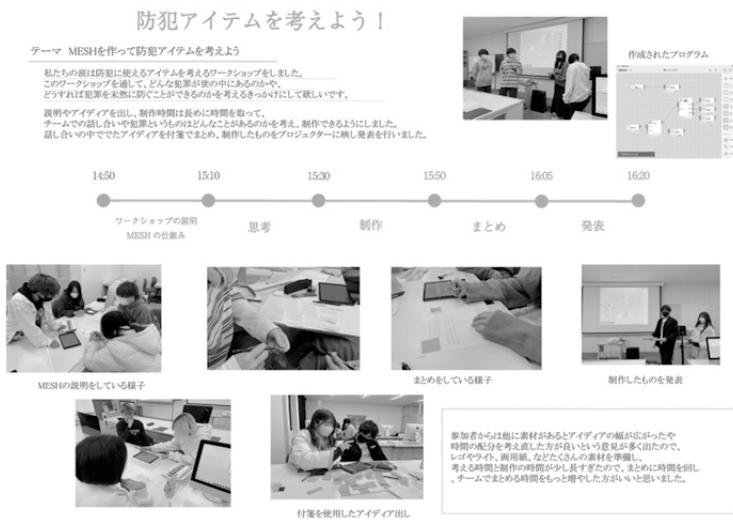 防犯アイテムを考えよう!
テーマ MESHを作って防犯アイテムを考えよう
私たちの班は防犯に使えるアイテムを考えるワークショップをしました。
このワークショップを通して、どんな犯罪が世の中にあるのかや、
どうすれば犯罪を未然に防ぐことができるのかを考えるきっかけにして欲しいです。
説明やアイディアを出し、制作時間は長めに時間を取って、
チームでの話し合いや犯罪というものはどんなことがあるのかを考え、制作できるようにしました。
話し合いの中ででたアイディアを付箋でまとめ、制作したものをプロジェクターに映し発表を行いました。
作成されたプログラム
14:50 15:10 15:30 15:50 16:05 16:20
ワークショップの説明
MESH の仕組み
思考 制作 まとめ 発表
MESHの説明をしている様子
まとめをしている様子
制作したものを発表
付箋を使用したアイディア出し
参加者からは他に素材があるとアイディアの幅が広がったや
時間の配分を考え直した方が良いという意見が多く出たので、
レゴやライト、画用紙、などたくさんの素材を準備し、
考える時間と制作の時間が少し長すぎたので、まとめに時間を回し
、チームでまとめる時間をもっと増やした方がいいと思いました。